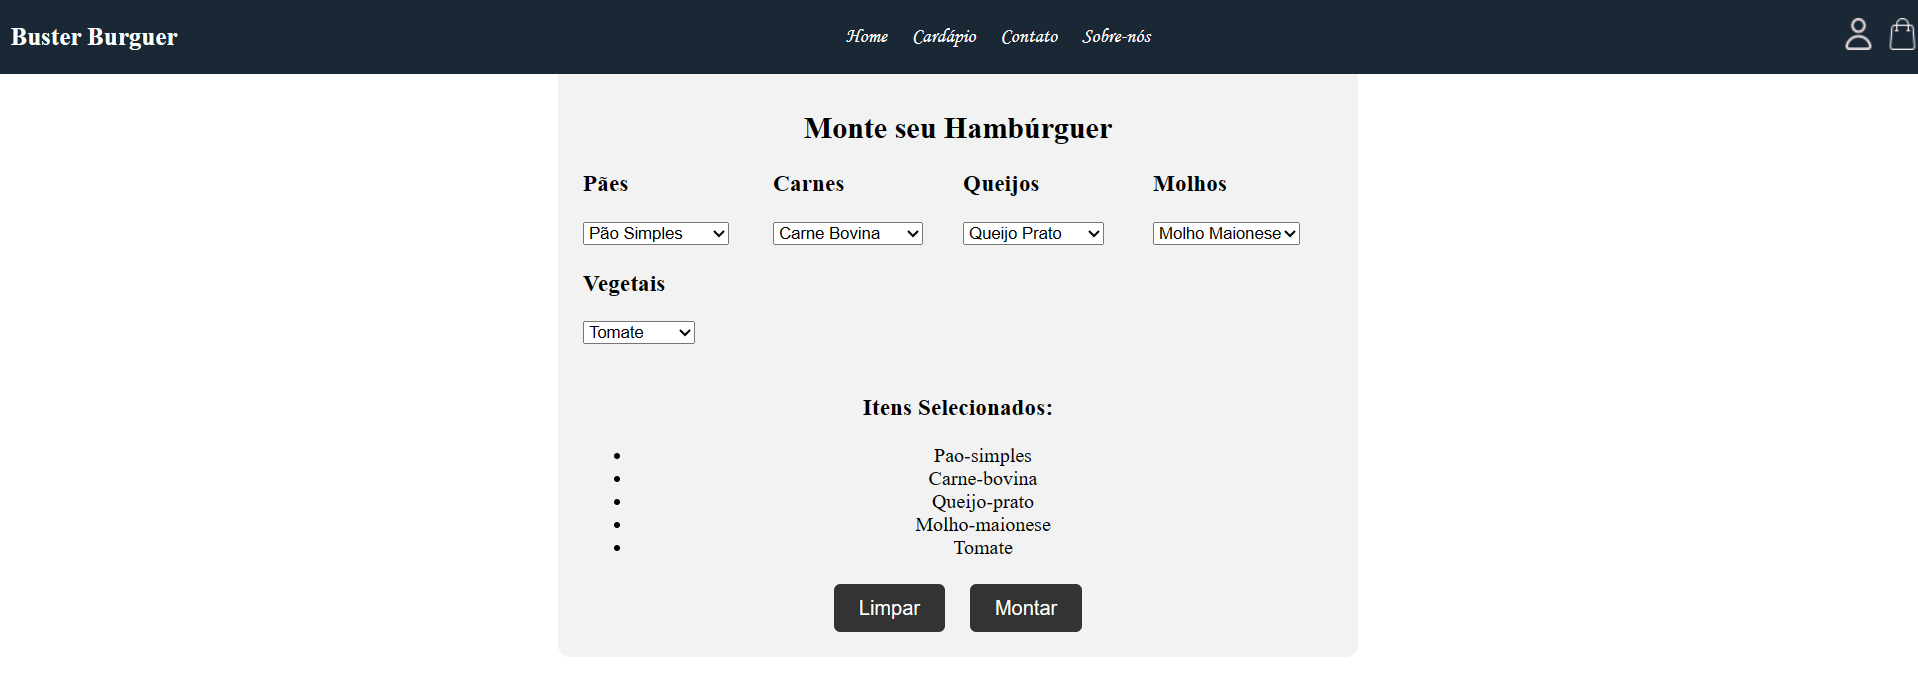 Buster Burguer Home Cardápio Contato Sobre-nós
Monte seu Hambúrguer
Pães Carnes Queijos Molhos
Pão Simples Carne Bovina Queijo Prato Molho Maionese
Vegetais
Tomate
Itens Selecionados:
Pao-simples
Carne-bovina
Queijo-prato
Molho-maionese
Tomate
Limpar Montar